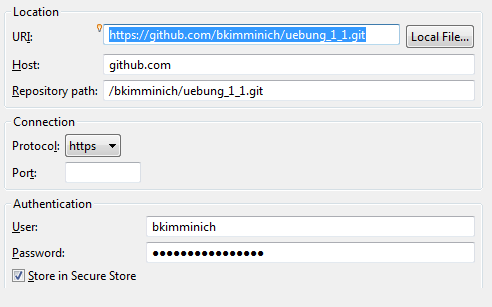 Location
URI: https://github.com/bkimminich/uebung_1_1.git Local File...
Host: github.com
Repository path: /bkimminich/uebung_1_1.git
Connection
Protocol: https
Port:
Authentication
User: bkimminich
Password: ●●●●●●●●●●●●●●●●
Store in Secure Store